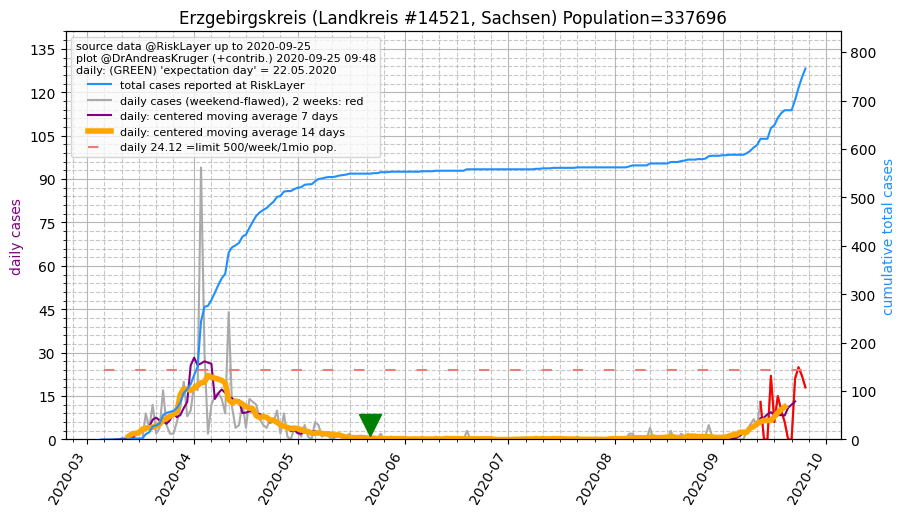 Erzgebirgskreis (Landkreis #14521, Sachsen) Population=337696
source data @RiskLayer up to 2020-09-25
plot @DrAndreasKruger (+contrib.) 2020-09-25 09:48
daily: (GREEN) 'expectation day' = 22.05.2020
total cases reported at RiskLayer
daily cases (weekend-flawed), 2 weeks: red
daily: centered moving average 7 days
daily: centered moving average 14 days
daily 24.12 =limit 500/week/1mio pop.
daily cases
135
120
105
90
75
60
45
30
15
0
cumulative total cases
800
700
600
500
400
300
200
100
0
2020-03
2020-04
2020-05
2020-06
2020-07
2020-08
2020-09
2020-10